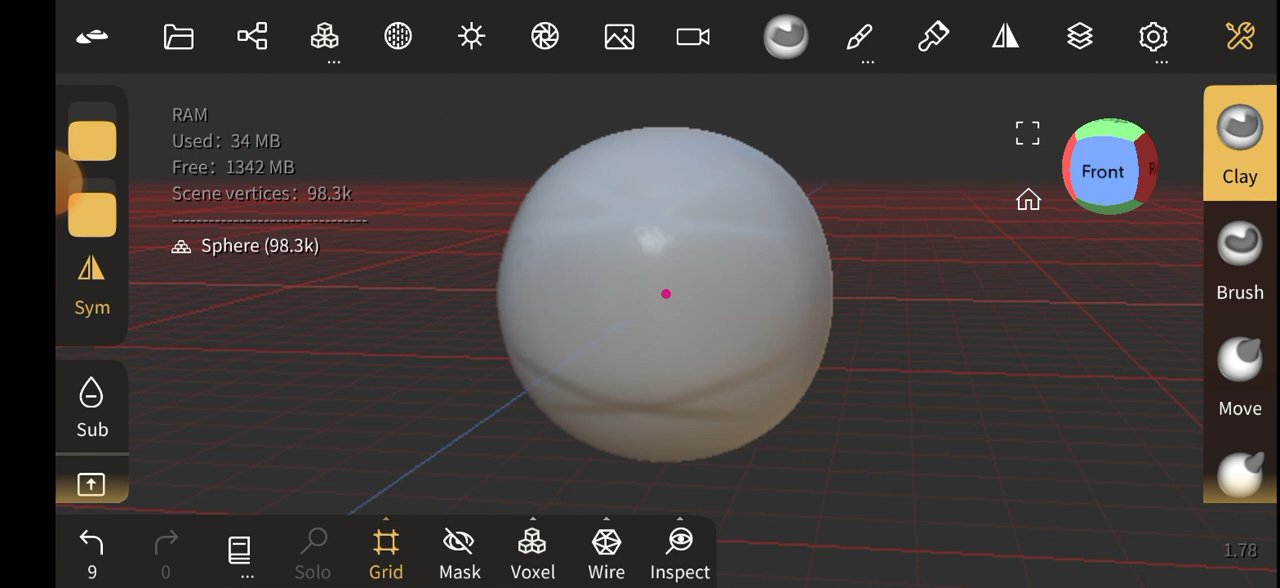 RAM
Used: 34 MB
Free: 1342 MB
Scene vertices: 98.3k
--------------------------------
Sphere (98.3k)
Front
R
Clay
Brush
Move
Sym
Sub
9
0
...
Solo
Grid
Mask
Voxel
Wire
Inspect
1.78